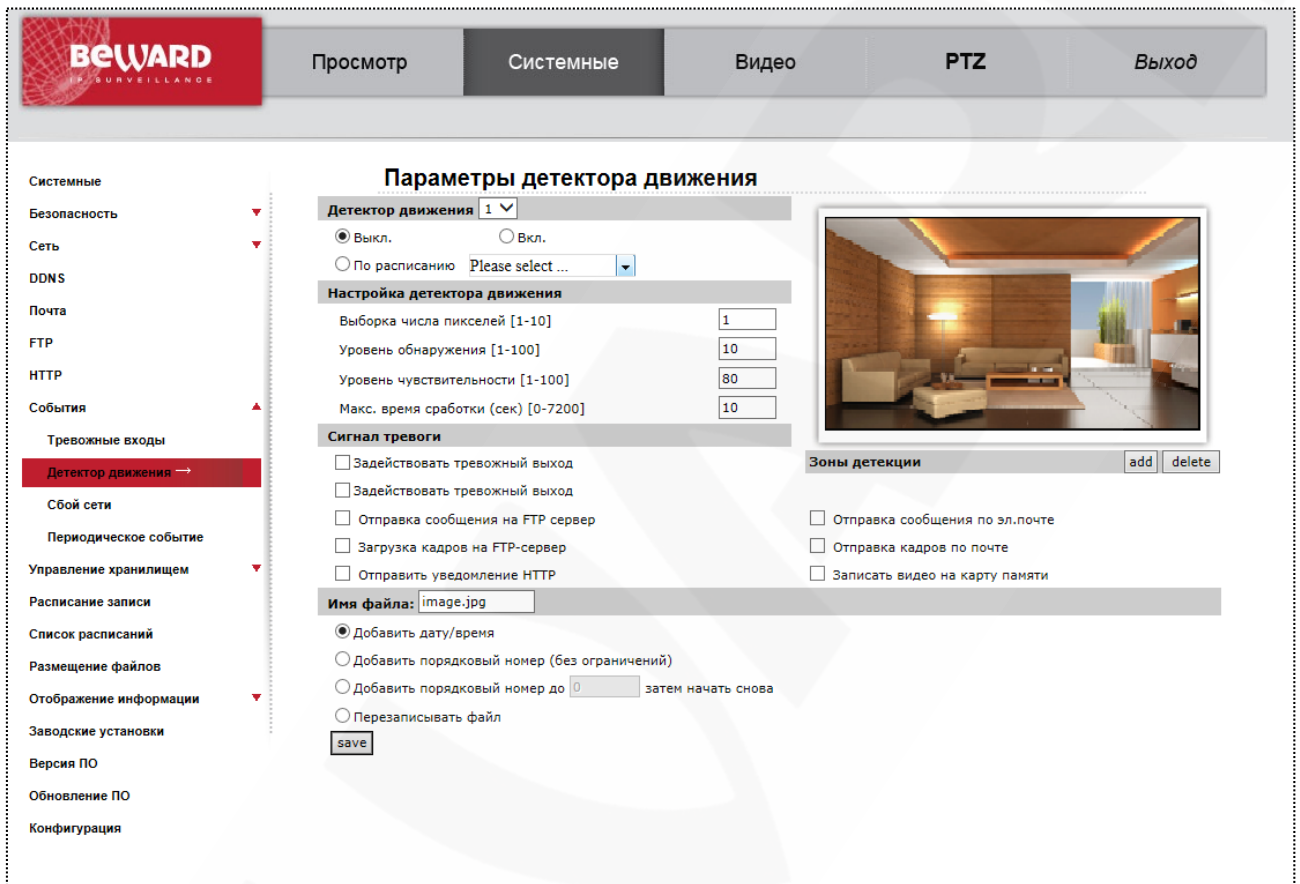 BEWARD
IP SURVEILLANCE
Просмотр
Системные
Видео
PTZ
Выход
Системные
Безопасность
Сеть
DDNS
Почта
FTP
HTTP
События
Тревожные входы
Детектор движения →
Сбой сети
Периодическое событие
Управление хранилищем
Расписание записи
Список расписаний
Размещение файлов
Отображение информации
Заводские установки
Версия ПО
Обновление ПО
Конфигурация
Параметры детектора движения
Детектор движения 1
Выкл. Вкл.
По расписанию Please select ...
Настройка детектора движения
Выборка числа пикселей [1-10] 1
Уровень обнаружения [1-100] 10
Уровень чувствительности [1-100] 80
Макс. время сработки (сек) [0-7200] 10
Сигнал тревоги
Зоны детекции add delete
Задействовать тревожный выход
Задействовать тревожный выход
Отправка сообщения на FTP сервер
Отправка сообщения по эл.почте
Загрузка кадров на FTP-сервер
Отправка кадров по почте
Отправить уведомление HTTP
Записать видео на карту памяти
Имя файла: image.jpg
Добавить дату/время
Добавить порядковый номер (без ограничений)
Добавить порядковый номер до 0 затем начать снова
Перезаписывать файл
save